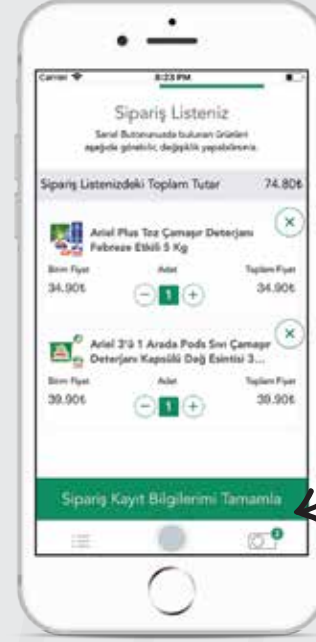 Carrier 8:23 PM
Sipariş Listeniz
Sanal Butonunuzda bulunan ürünleri
aşağıda görebilir, değişiklik yapabilirsiniz.
Sipariş Listenizdeki Toplam Tutar 74.80₺
Ariel Plus Toz Çamaşır Deterjanı
Febreze Etkili 5 Kg
Birim Fiyat Adet Toplam Fiyat
34.90₺ 1 34.90₺
Ariel 3'ü 1 Arada Pods Sıvı Çamaşır
Deterjanı Kapsülü Dağ Esintisi 3...
Birim Fiyat Adet Toplam Fiyat
39.90₺ 1 39.90₺
Sipariş Kayıt Bilgilerimi Tamamla